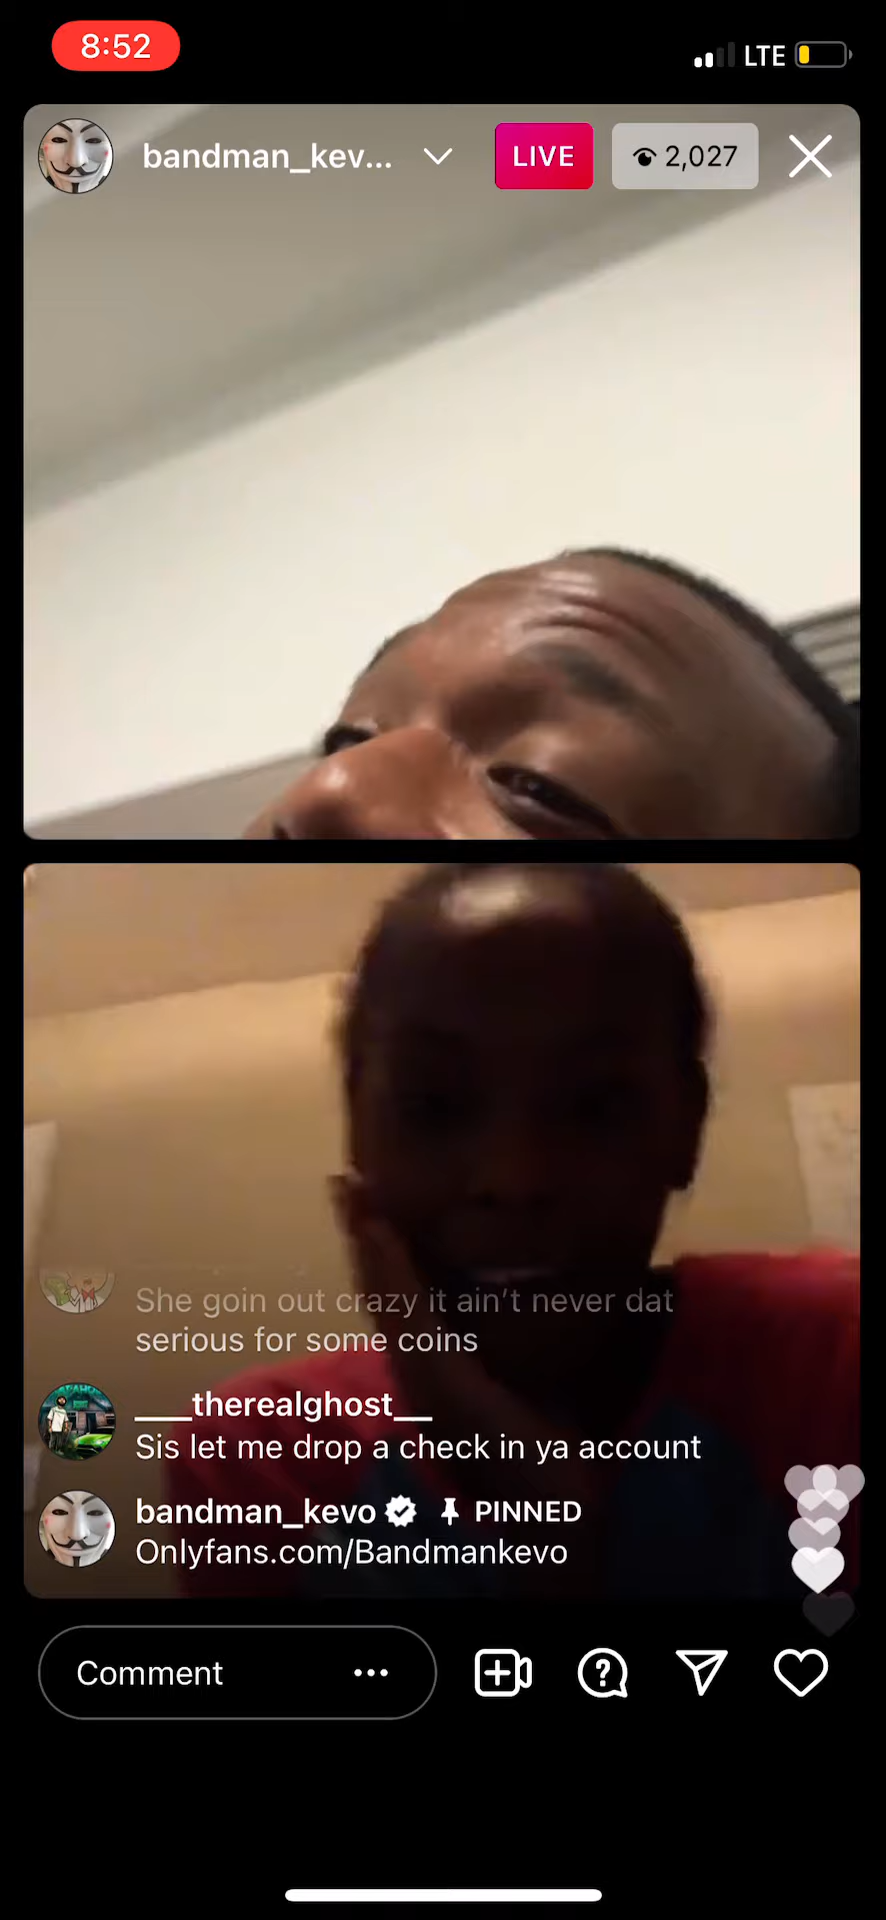 8:52
LTE
bandman_kev...
LIVE
2,027
She goin out crazy it ain't never dat
serious for some coins
___therealghost__
Sis let me drop a check in ya account
bandman_kevo PINNED
Onlyfans.com/Bandmankevo
Comment